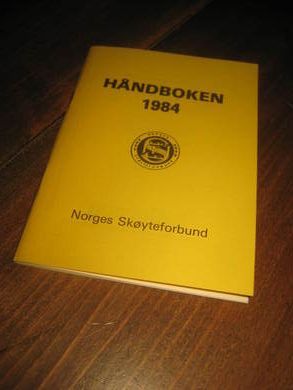 HÅNDBOKEN
1984
Norges Skøyteforbund